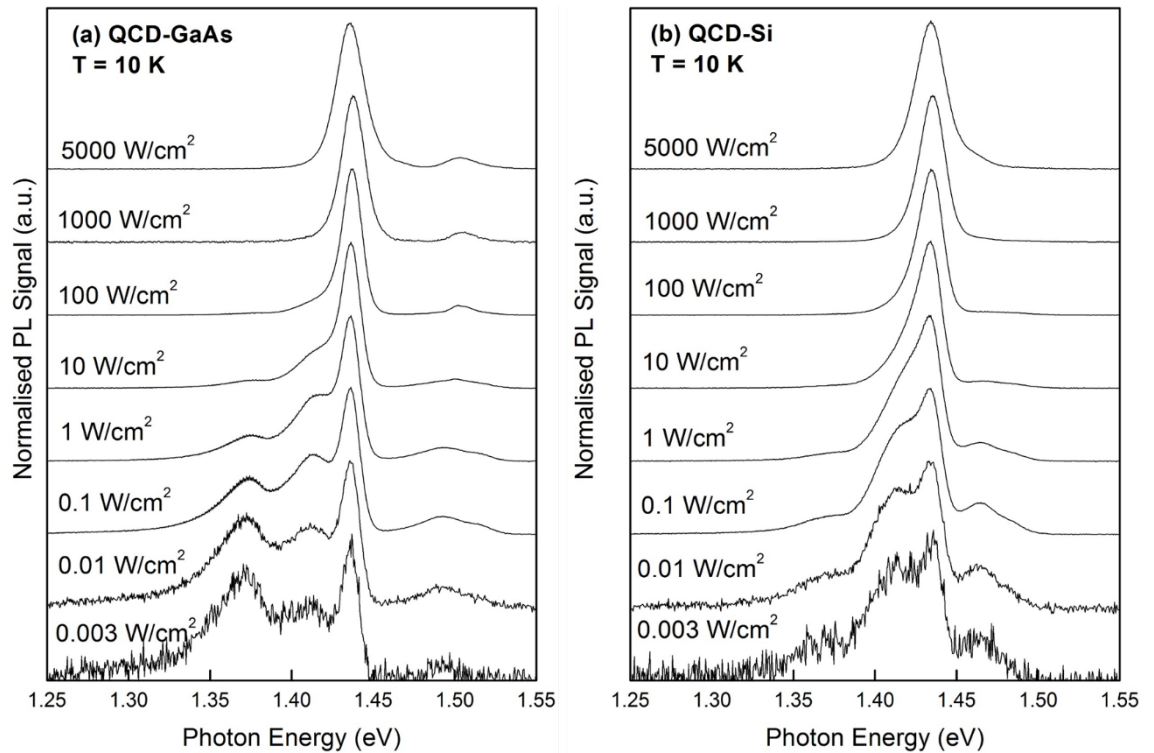 (a) QCD-GaAs
T = 10 K
5000 W/cm²
1000 W/cm²
100 W/cm²
10 W/cm²
1 W/cm²
0.1 W/cm²
0.01 W/cm²
0.003 W/cm²
Normalised PL Signal (a.u.)
1.25 1.30 1.35 1.40 1.45 1.50 1.55
Photon Energy (eV)
(b) QCD-Si
T = 10 K
5000 W/cm²
1000 W/cm²
100 W/cm²
10 W/cm²
1 W/cm²
0.1 W/cm²
0.01 W/cm²
0.003 W/cm²
Normalised PL Signal (a.u.)
1.25 1.30 1.35 1.40 1.45 1.50 1.55
Photon Energy (eV)